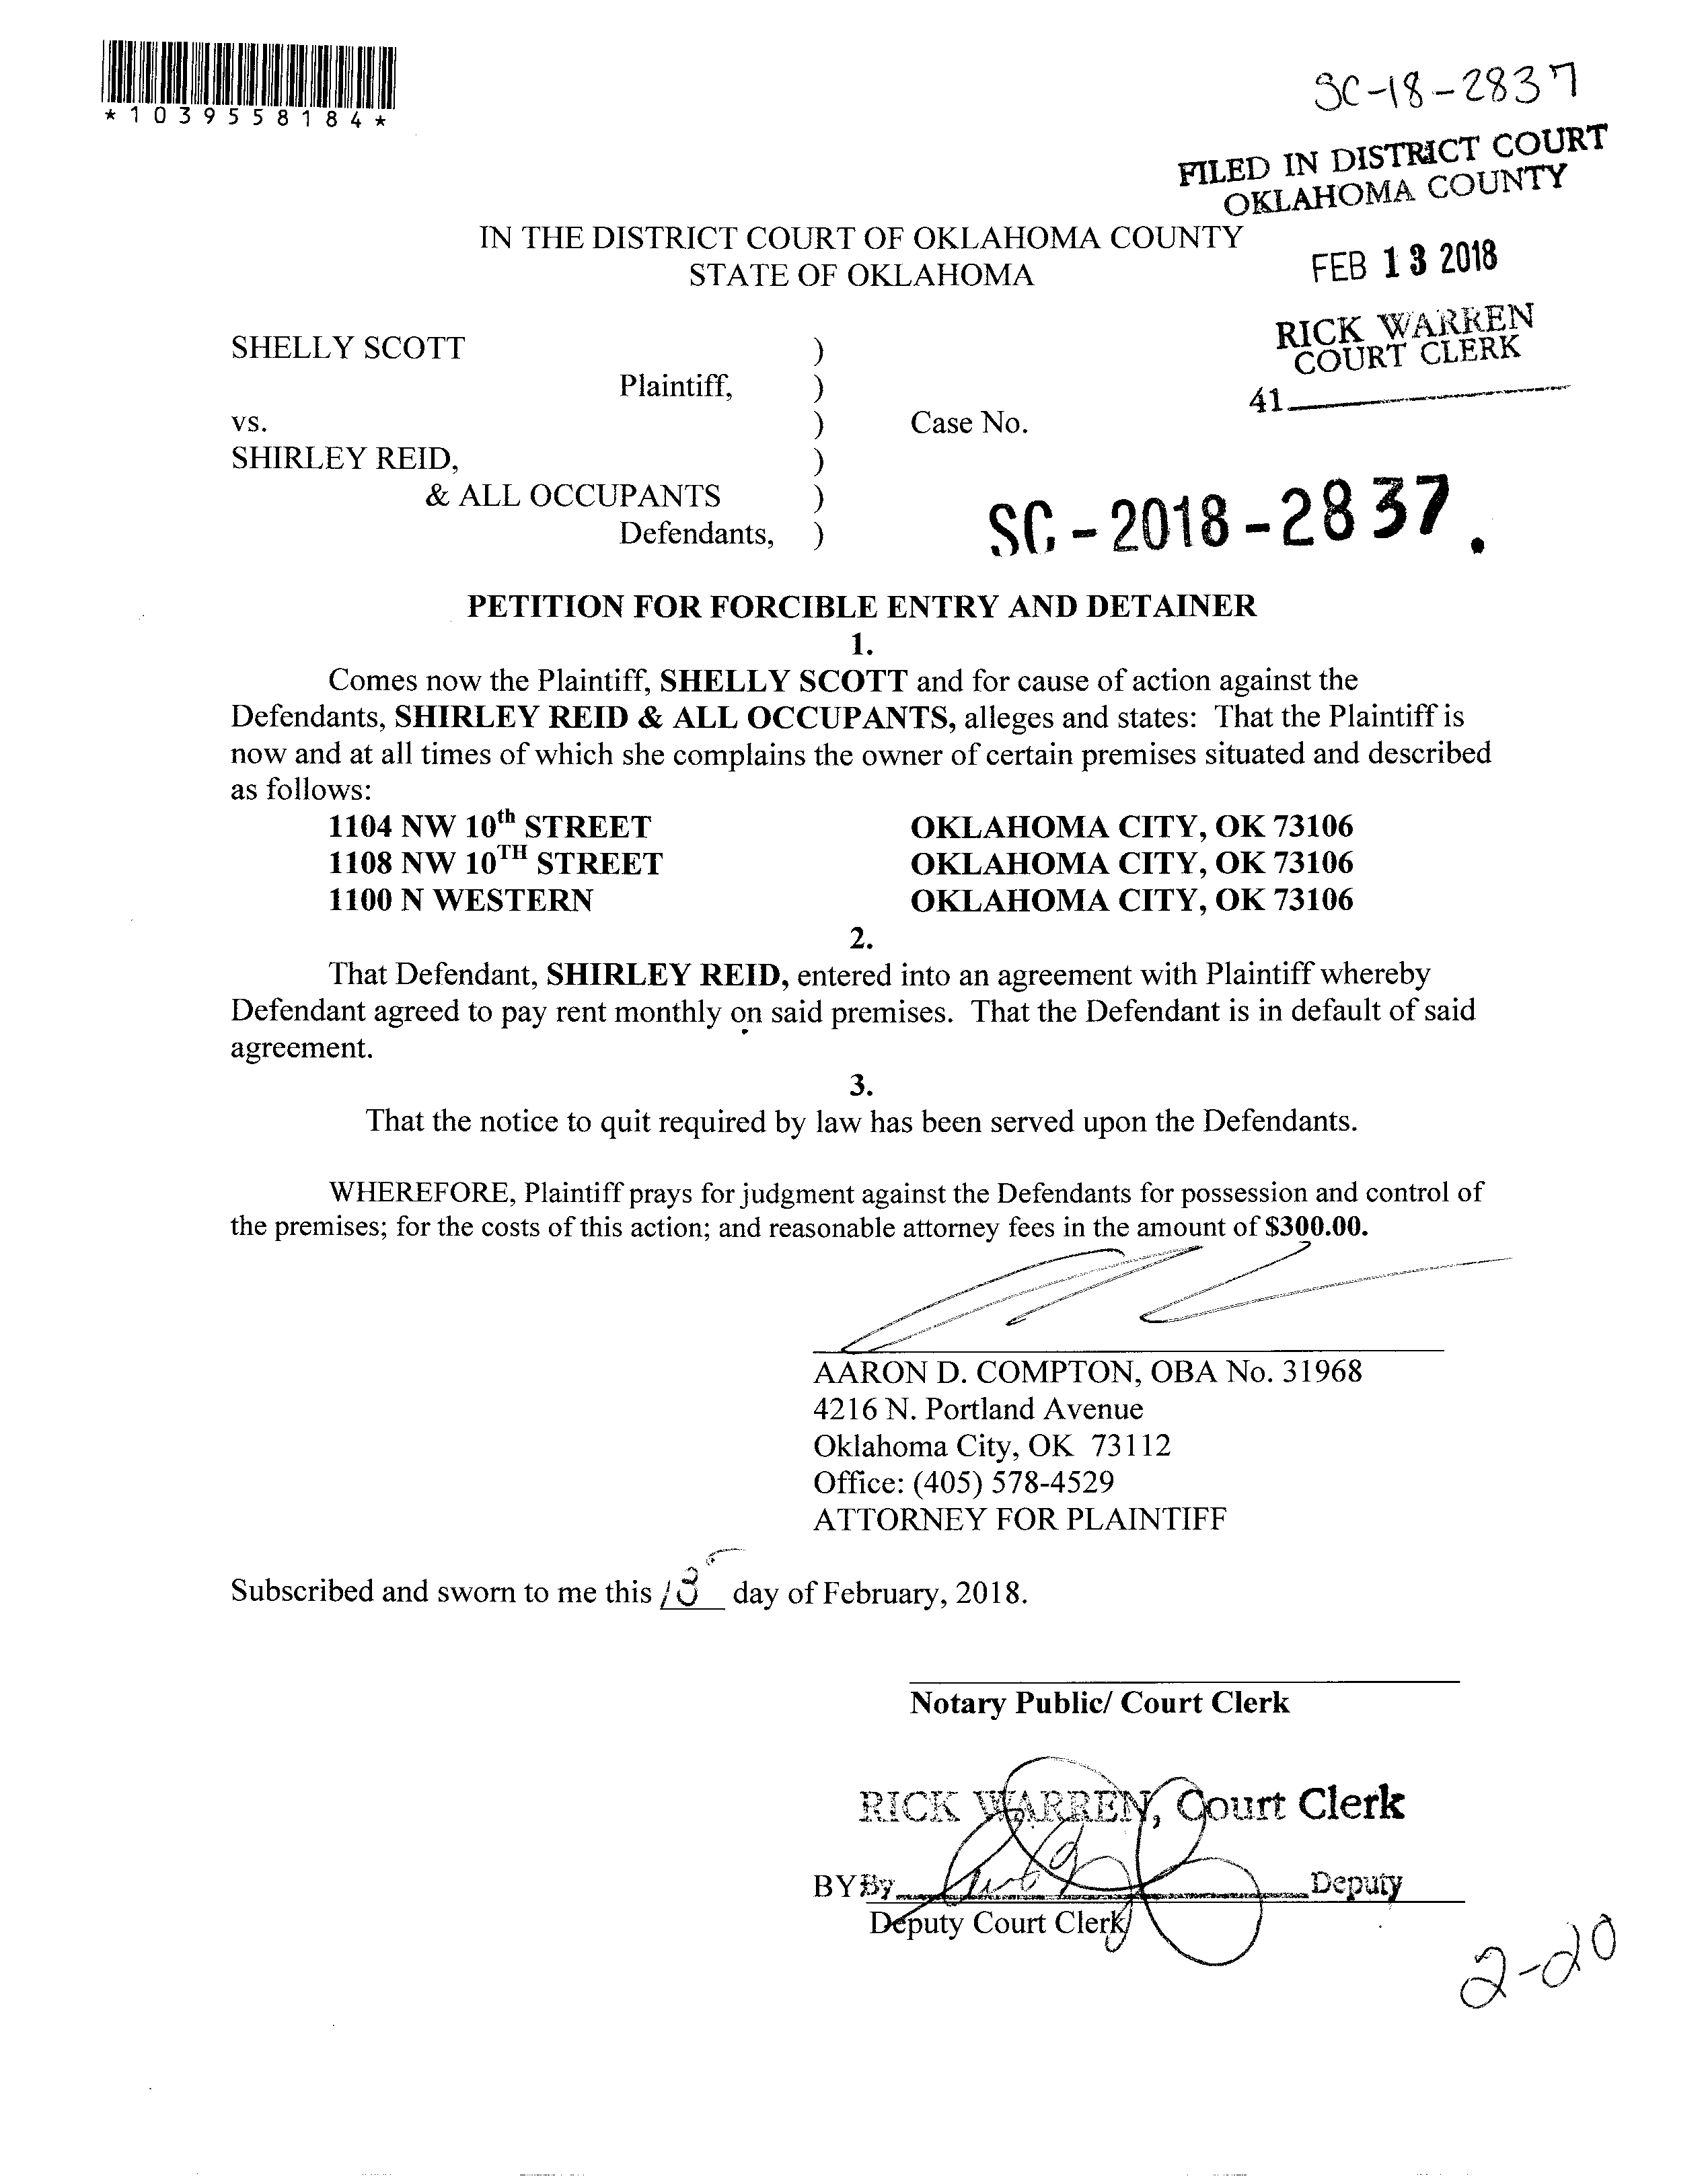 *1039558184*
SC-18-2837
FILED IN DISTRICT COURT
OKLAHOMA COUNTY
IN THE DISTRICT COURT OF OKLAHOMA COUNTY
STATE OF OKLAHOMA
FEB 13 2018
RICK WARREN
COURT CLERK
41
SHELLY SCOTT )
Plaintiff, )
vs. ) Case No.
SHIRLEY REID, )
& ALL OCCUPANTS )
Defendants, )
SC-2018-2837.
PETITION FOR FORCIBLE ENTRY AND DETAINER
1.
Comes now the Plaintiff, SHELLY SCOTT and for cause of action against the
Defendants, SHIRLEY REID & ALL OCCUPANTS, alleges and states: That the Plaintiff is
now and at all times of which she complains the owner of certain premises situated and described
as follows:
1104 NW 10th STREET OKLAHOMA CITY, OK 73106
1108 NW 10TH STREET OKLAHOMA CITY, OK 73106
1100 N WESTERN OKLAHOMA CITY, OK 73106
2.
That Defendant, SHIRLEY REID, entered into an agreement with Plaintiff whereby
Defendant agreed to pay rent monthly on said premises. That the Defendant is in default of said
agreement.
3.
That the notice to quit required by law has been served upon the Defendants.
WHEREFORE, Plaintiff prays for judgment against the Defendants for possession and control of
the premises; for the costs of this action; and reasonable attorney fees in the amount of $300.00.
AARON D. COMPTON, OBA No. 31968
4216 N. Portland Avenue
Oklahoma City, OK 73112
Office: (405) 578-4529
ATTORNEY FOR PLAINTIFF
Subscribed and sworn to me this 13 day of February, 2018.
Notary Public/ Court Clerk
RICK WARREN, Court Clerk
BY By Deputy
Deputy Court Clerk
2-20